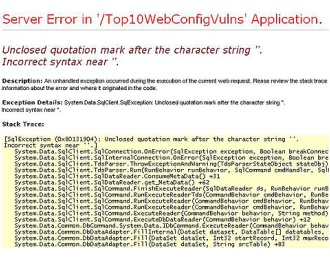 Server Error in '/Top10WebConfigVulns' Application.
Unclosed quotation mark after the character string ''.
Incorrect syntax near ''.
Description: An unhandled exception occurred during the execution of the current web request. Please review the stack trace
information about the error and where it originated in the code.
Exception Details: System.Data.SqlClient.SqlException: Unclosed quotation mark after the character string ''.
Incorrect syntax near ''.
Stack Trace:
[SqlException (0x80131904): Unclosed quotation mark after the character string ''.
Incorrect syntax near ''.]
System.Data.SqlClient.SqlConnection.OnError(SqlException exception, Boolean breakConnec
System.Data.SqlClient.SqlInternalConnection.OnError(SqlException exception, Boolean bre
System.Data.SqlClient.TdsParser.ThrowExceptionAndWarning(TdsParserStateObject stateObj)
System.Data.SqlClient.TdsParser.Run(RunBehavior runBehavior, SqlCommand cmdHandler, Sql
System.Data.SqlClient.SqlDataReader.ConsumeMetaData() +31
System.Data.SqlClient.SqlDataReader.get_MetaData() +62
System.Data.SqlClient.SqlCommand.FinishExecuteReader(SqlDataReader ds, RunBehavior runB
System.Data.SqlClient.SqlCommand.RunExecuteReaderTds(CommandBehavior cmdBehavior, RunBe
System.Data.SqlClient.SqlCommand.RunExecuteReader(CommandBehavior cmdBehavior, RunBehav
System.Data.SqlClient.SqlCommand.RunExecuteReader(CommandBehavior cmdBehavior, RunBehav
System.Data.SqlClient.SqlCommand.ExecuteReader(CommandBehavior behavior, String method)
System.Data.SqlClient.SqlCommand.ExecuteDbDataReader(CommandBehavior behavior) +12
System.Data.Common.DbCommand.System.Data.IDbCommand.ExecuteReader(CommandBehavior behav
System.Data.Common.DbDataAdapter.FillInternal(DataSet dataset, DataTable[] datatables,
System.Data.Common.DbDataAdapter.Fill(DataSet dataSet, Int32 startRecord, Int32 maxReco
System.Data.Common.DbDataAdapter.Fill(DataSet dataSet, String srcTable) +83